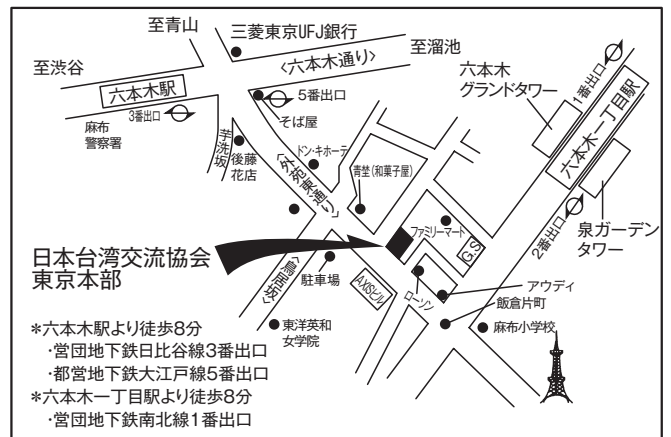 至青山
三菱東京UFJ銀行
至渋谷
〈六本木通り〉
至溜池
六本木駅
3番出口
麻布
警察署
5番出口
そば屋
芋洗坂
後藤
花店
ドン・キホーテ
〈外苑東通り〉
青埜(和菓子屋)
六本木
グランドタワー
1番出口
六本木一丁目駅
2番出口
泉ガーデン
タワー
ファミリーマート
G.S
日本台湾交流協会
東京本部
〈鳥居坂〉
駐車場
AXISビル
ローソン
アウディ
飯倉片町
麻布小学校
東洋英和
女学院
*六本木駅より徒歩8分
・営団地下鉄日比谷線3番出口
・都営地下鉄大江戸線5番出口
*六本木一丁目駅より徒歩8分
・営団地下鉄南北線1番出口